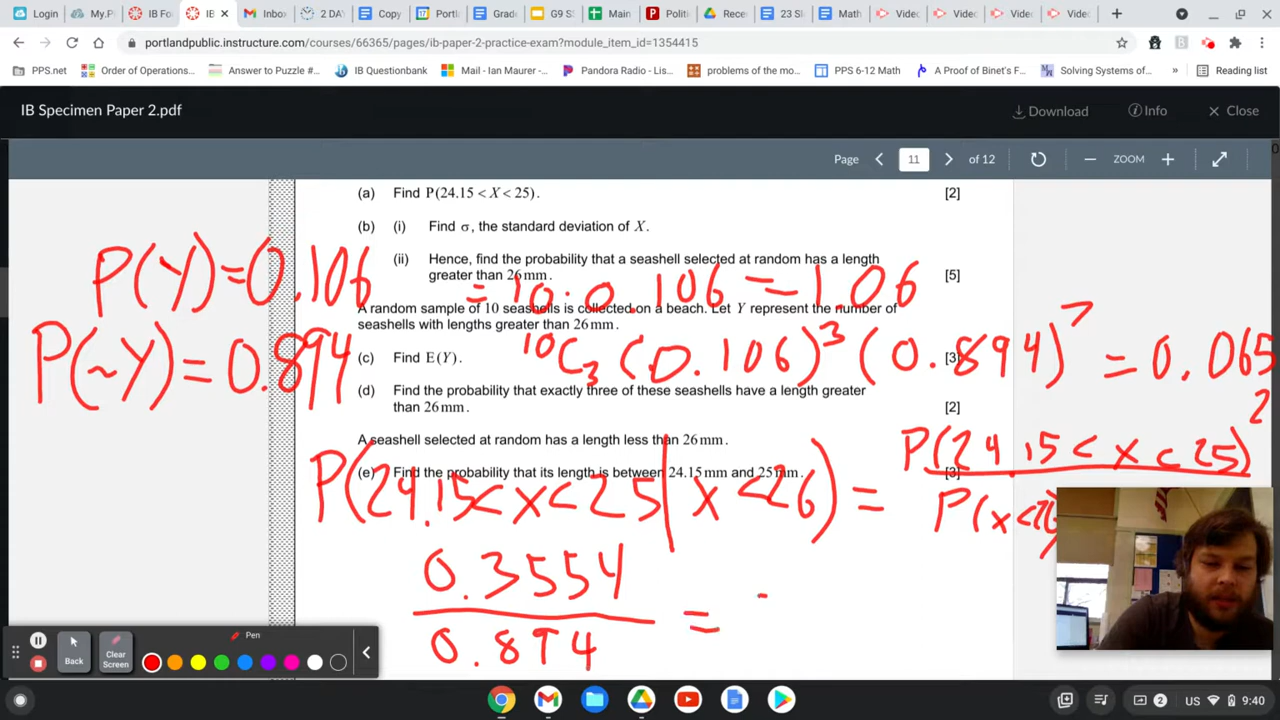 Login
My.P
IB Fo
IB
Inbo
2 DAY
Copy
Portl
Grade
G9 S
Main
Polit
Rece
23 Sl
Math
Video
Video
Video
Video
portlandpublic.instructure.com/courses/66365/pages/ib-paper-2-practice-exam?module_item_id=1354415
PPS.net
Order of Operations...
Answer to Puzzle #...
IB Questionbank
Mail - Ian Maurer -...
Pandora Radio - Lis...
problems of the mo...
PPS 6-12 Math
A Proof of Binet's F...
Solving Systems of...
»
Reading list
IB Specimen Paper 2.pdf
Download
Info
Close
Page
11
of 12
ZOOM
(a) Find P(24.15 < X < 25). [2]
(b) (i) Find σ, the standard deviation of X.
(ii) Hence, find the probability that a seashell selected at random has a length
greater than 26 mm. [5]
P(Y)=0.106
= 10·0.106 = 1.06
A random sample of 10 seashells is collected on a beach. Let Y represent the number of
seashells with lengths greater than 26 mm.
P(~Y)=0.894
(c) Find E(Y). [3]
¹⁰C₃(0.106)³(0.894)⁷ = 0.065
2
(d) Find the probability that exactly three of these seashells have a length greater
than 26 mm. [2]
A seashell selected at random has a length less than 26 mm.
(e) Find the probability that its length is between 24.15 mm and 25 mm. [3]
P(24.15<x<25|x<26)=
P(24.15<x<25)
P(x<26)
0.3554
0.894
=
Pen
Back
Clear
Screen
2
US
9:40